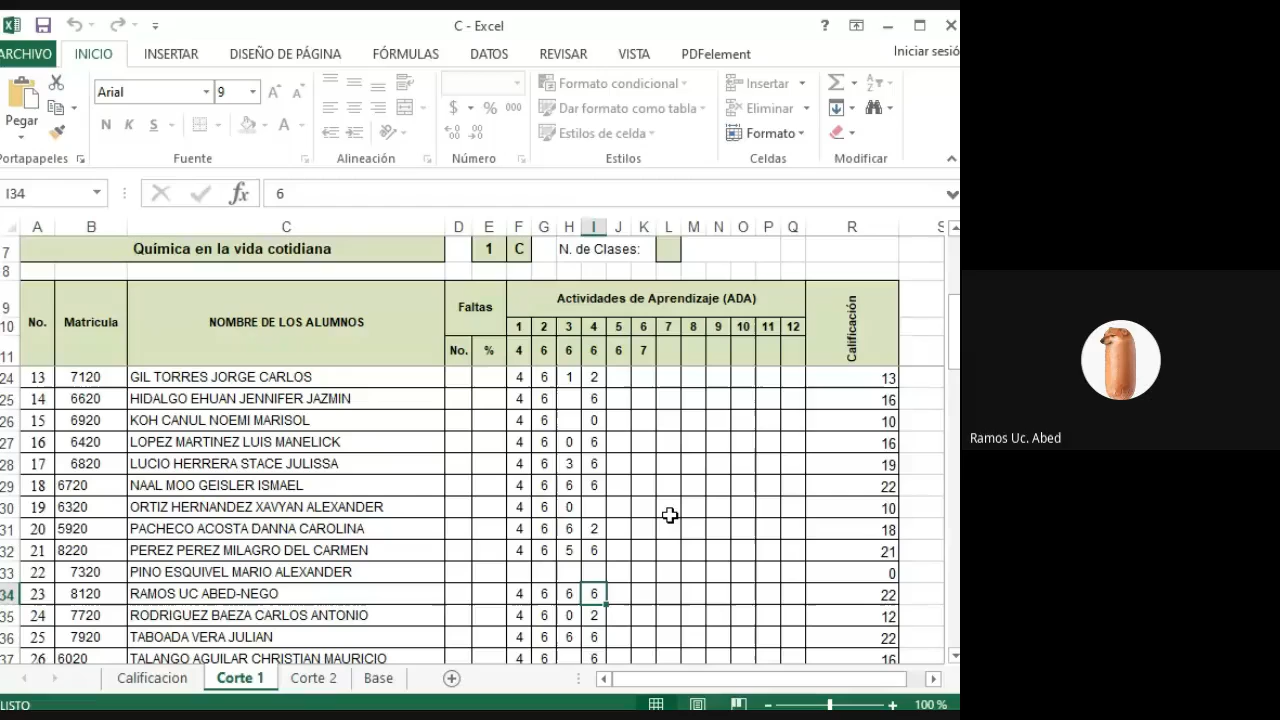 C - Excel
?
ARCHIVO INICIO INSERTAR DISEÑO DE PÁGINA FÓRMULAS DATOS REVISAR VISTA PDFelement Iniciar sesió
Pegar
Arial 9
N K S
$ % 000
Formato condicional
Dar formato como tabla
Estilos de celda
Insertar
Eliminar
Formato
Portapapeles Fuente Alineación Número Estilos Celdas Modificar
I34 fx 6
A B C D E F G H I J K L M N O P Q R S
7 Química en la vida cotidiana 1 C N. de Clases:
8
9 No. Matricula NOMBRE DE LOS ALUMNOS Faltas Actividades de Aprendizaje (ADA) Calificación
10 1 2 3 4 5 6 7 8 9 10 11 12
11 No. % 4 6 6 6 6 7
24 13 7120 GIL TORRES JORGE CARLOS 4 6 1 2 13
25 14 6620 HIDALGO EHUAN JENNIFER JAZMIN 4 6 6 16
26 15 6920 KOH CANUL NOEMI MARISOL 4 6 0 10
27 16 6420 LOPEZ MARTINEZ LUIS MANELICK 4 6 0 6 16
28 17 6820 LUCIO HERRERA STACE JULISSA 4 6 3 6 19
29 18 6720 NAAL MOO GEISLER ISMAEL 4 6 6 6 22
30 19 6320 ORTIZ HERNANDEZ XAVYAN ALEXANDER 4 6 0 10
31 20 5920 PACHECO ACOSTA DANNA CAROLINA 4 6 6 2 18
32 21 8220 PEREZ PEREZ MILAGRO DEL CARMEN 4 6 5 6 21
33 22 7320 PINO ESQUIVEL MARIO ALEXANDER 0
34 23 8120 RAMOS UC ABED-NEGO 4 6 6 6 22
35 24 7720 RODRIGUEZ BAEZA CARLOS ANTONIO 4 6 0 2 12
36 25 7920 TABOADA VERA JULIAN 4 6 6 6 22
37 26 6020 TALANGO AGUILAR CHRISTIAN MAURICIO 4 6 6 16
Calificacion Corte 1 Corte 2 Base
LISTO 100 %
Ramos Uc. Abed